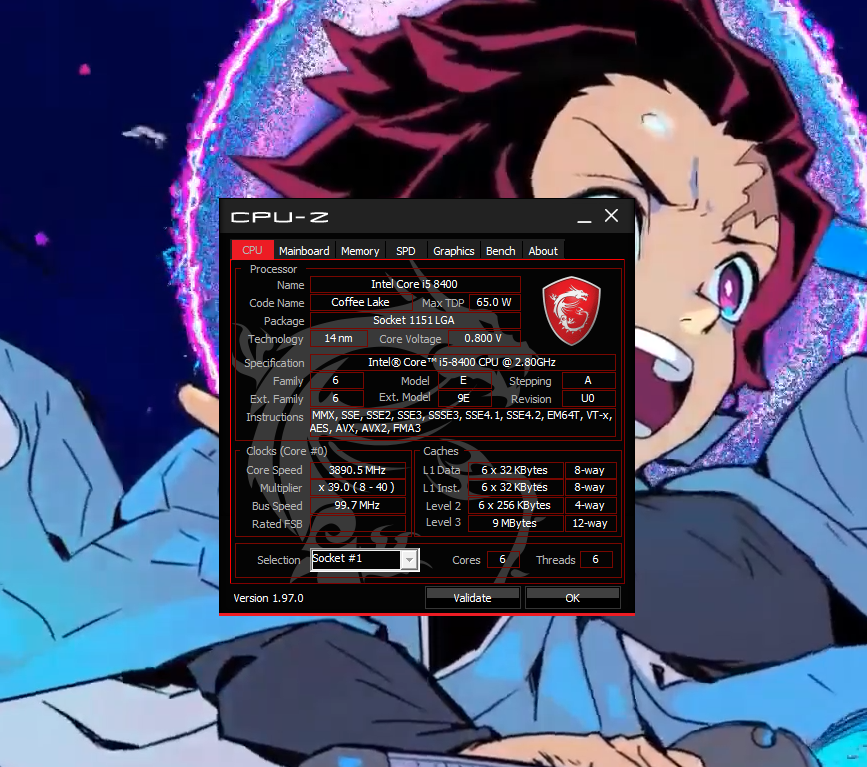 CPU-Z
CPU Mainboard Memory SPD Graphics Bench About
Processor
Name Intel Core i5 8400
Code Name Coffee Lake Max TDP 65.0 W
Package Socket 1151 LGA
Technology 14 nm Core Voltage 0.800 V
Specification Intel® Core™ i5-8400 CPU @ 2.80GHz
Family 6 Model E Stepping A
Ext. Family 6 Ext. Model 9E Revision U0
Instructions MMX, SSE, SSE2, SSE3, SSSE3, SSE4.1, SSE4.2, EM64T, VT-x,
AES, AVX, AVX2, FMA3
Clocks (Core #0) Caches
Core Speed 3890.5 MHz L1 Data 6 x 32 KBytes 8-way
Multiplier x 39.0 ( 8 - 40 ) L1 Inst. 6 x 32 KBytes 8-way
Bus Speed 99.7 MHz Level 2 6 x 256 KBytes 4-way
Rated FSB Level 3 9 MBytes 12-way
Selection Socket #1 Cores 6 Threads 6
Version 1.97.0 Validate OK